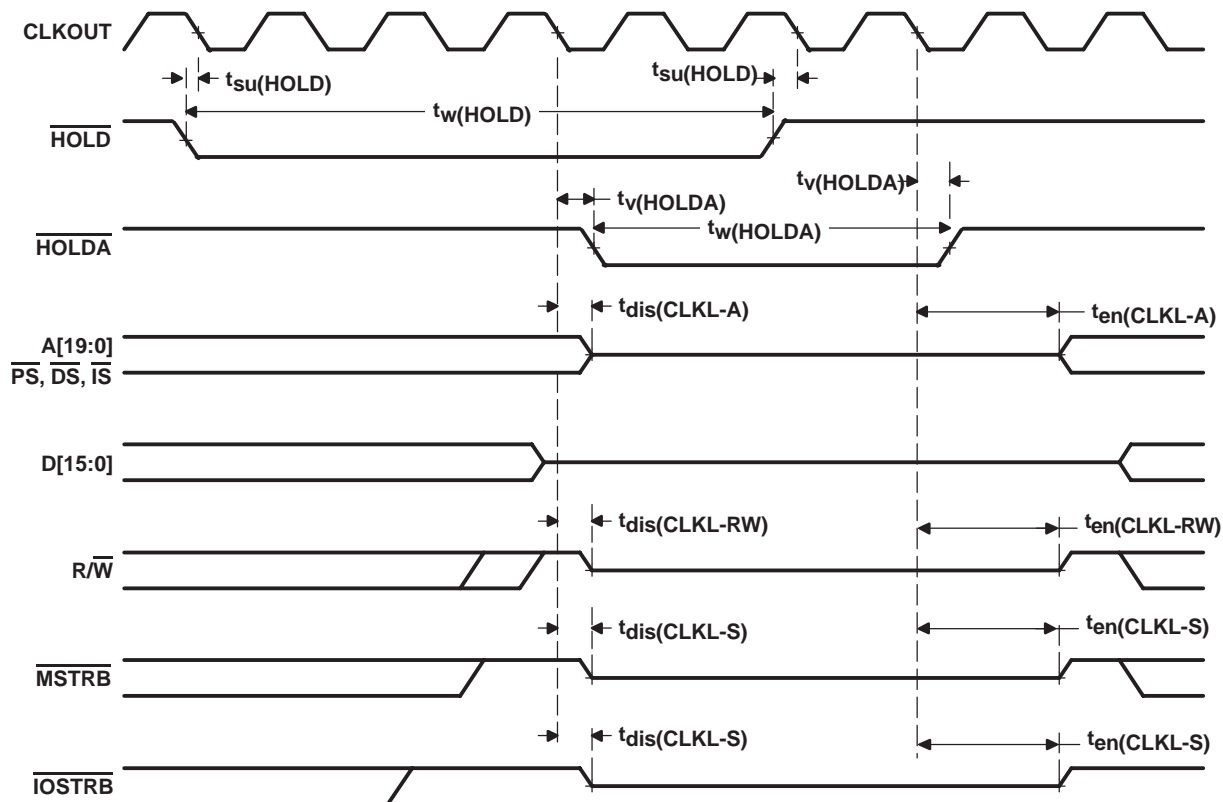 CLKOUT
tsu(HOLD)
tsu(HOLD)
tw(HOLD)
HOLD
tv(HOLDA)
tv(HOLDA)
tw(HOLDA)
HOLDA
tdis(CLKL-A)
ten(CLKL-A)
A[19:0]
PS, DS, IS
D[15:0]
tdis(CLKL-RW)
ten(CLKL-RW)
R/W
tdis(CLKL-S)
ten(CLKL-S)
MSTRB
tdis(CLKL-S)
ten(CLKL-S)
IOSTRB